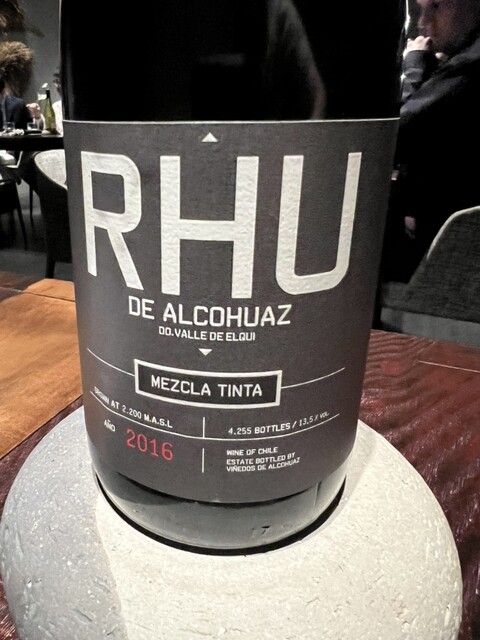 RHU
DE ALCOHUAZ
DO. VALLE DE ELQUI
MEZCLA TINTA
GROWN AT 2.200 M.A.S.L
4.255 BOTTLES / 13,5 % VOL.
AÑO 2016
WINE OF CHILE
ESTATE BOTTLED BY
VIÑEDOS DE ALCOHUAZ